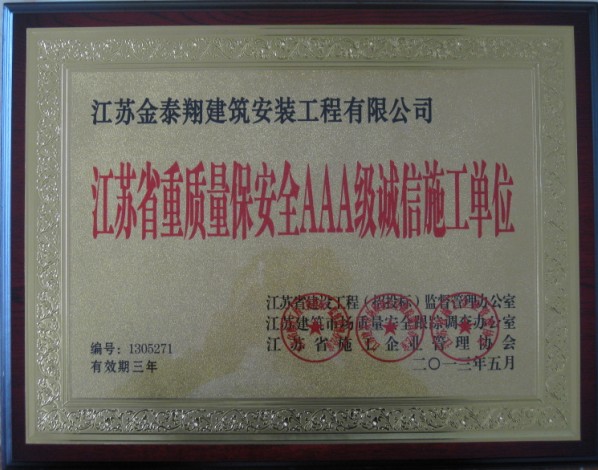 江苏金泰翔建筑安装工程有限公司
江苏省重质量保安全AAA级诚信施工单位
江苏省建设工程(招投标)监督管理办公室
江苏建筑市场质量安全跟踪调查办公室
江苏省施工企业管理协会
二〇一三年五月
编号:1305271
有效期三年